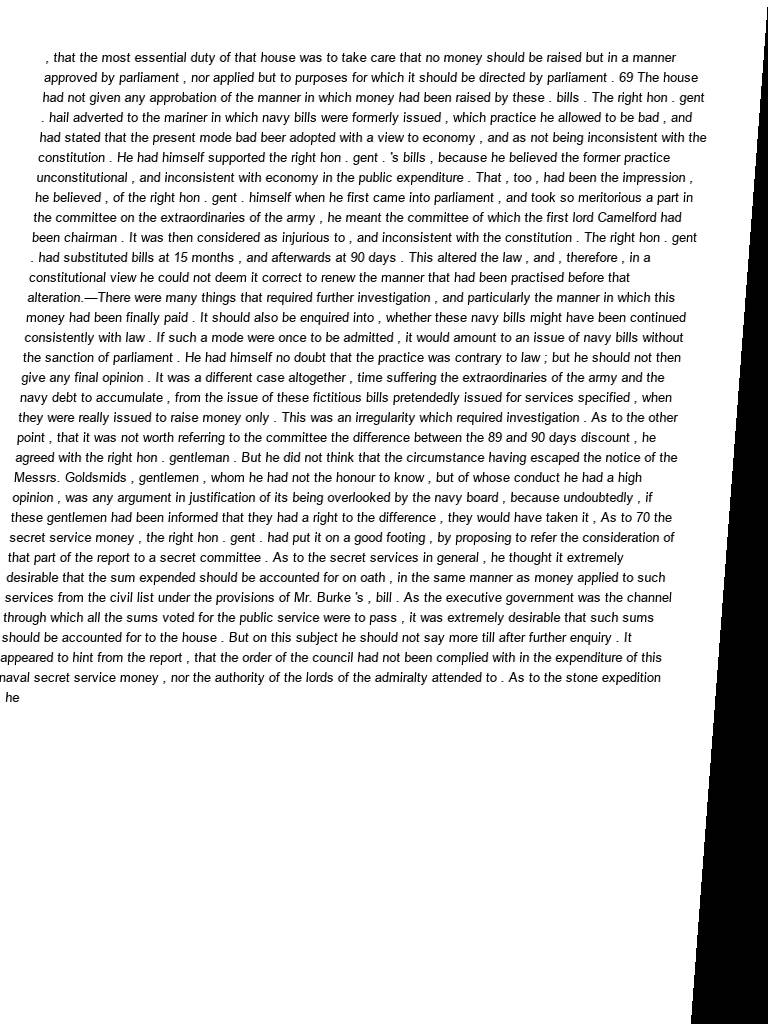 , that the most essential duty of that house was to take care that no money should be raised but in a manner
approved by parliament , nor applied but to purposes for which it should be directed by parliament . 69 The house
had not given any approbation of the manner in which money had been raised by these . bills . The right hon . gent
. hail adverted to the mariner in which navy bills were formerly issued , which practice he allowed to be bad , and
had stated that the present mode bad beer adopted with a view to economy , and as not being inconsistent with the
constitution . He had himself supported the right hon . gent . 's bills , because he believed the former practice
unconstitutional , and inconsistent with economy in the public expenditure . That , too , had been the impression ,
he believed , of the right hon . gent . himself when he first came into parliament , and took so meritorious a part in
the committee on the extraordinaries of the army , he meant the committee of which the first lord Camelford had
been chairman . It was then considered as injurious to , and inconsistent with the constitution . The right hon . gent
. had substituted bills at 15 months , and afterwards at 90 days . This altered the law , and , therefore , in a
constitutional view he could not deem it correct to renew the manner that had been practised before that
alteration.—There were many things that required further investigation , and particularly the manner in which this
money had been finally paid . It should also be enquired into , whether these navy bills might have been continued
consistently with law . If such a mode were once to be admitted , it would amount to an issue of navy bills without
the sanction of parliament . He had himself no doubt that the practice was contrary to law ; but he should not then
give any final opinion . It was a different case altogether , time suffering the extraordinaries of the army and the
navy debt to accumulate , from the issue of these fictitious bills pretendedly issued for services specified , when
they were really issued to raise money only . This was an irregularity which required investigation . As to the other
point , that it was not worth referring to the committee the difference between the 89 and 90 days discount , he
agreed with the right hon . gentleman . But he did not think that the circumstance having escaped the notice of the
Messrs. Goldsmids , gentlemen , whom he had not the honour to know , but of whose conduct he had a high
opinion , was any argument in justification of its being overlooked by the navy board , because undoubtedly , if
these gentlemen had been informed that they had a right to the difference , they would have taken it , As to 70 the
secret service money , the right hon . gent . had put it on a good footing , by proposing to refer the consideration of
that part of the report to a secret committee . As to the secret services in general , he thought it extremely
desirable that the sum expended should be accounted for on oath , in the same manner as money applied to such
services from the civil list under the provisions of Mr. Burke 's , bill . As the executive government was the channel
through which all the sums voted for the public service were to pass , it was extremely desirable that such sums
should be accounted for to the house . But on this subject he should not say more till after further enquiry . It
appeared to hint from the report , that the order of the council had not been complied with in the expenditure of this
naval secret service money , nor the authority of the lords of the admiralty attended to . As to the stone expedition
he